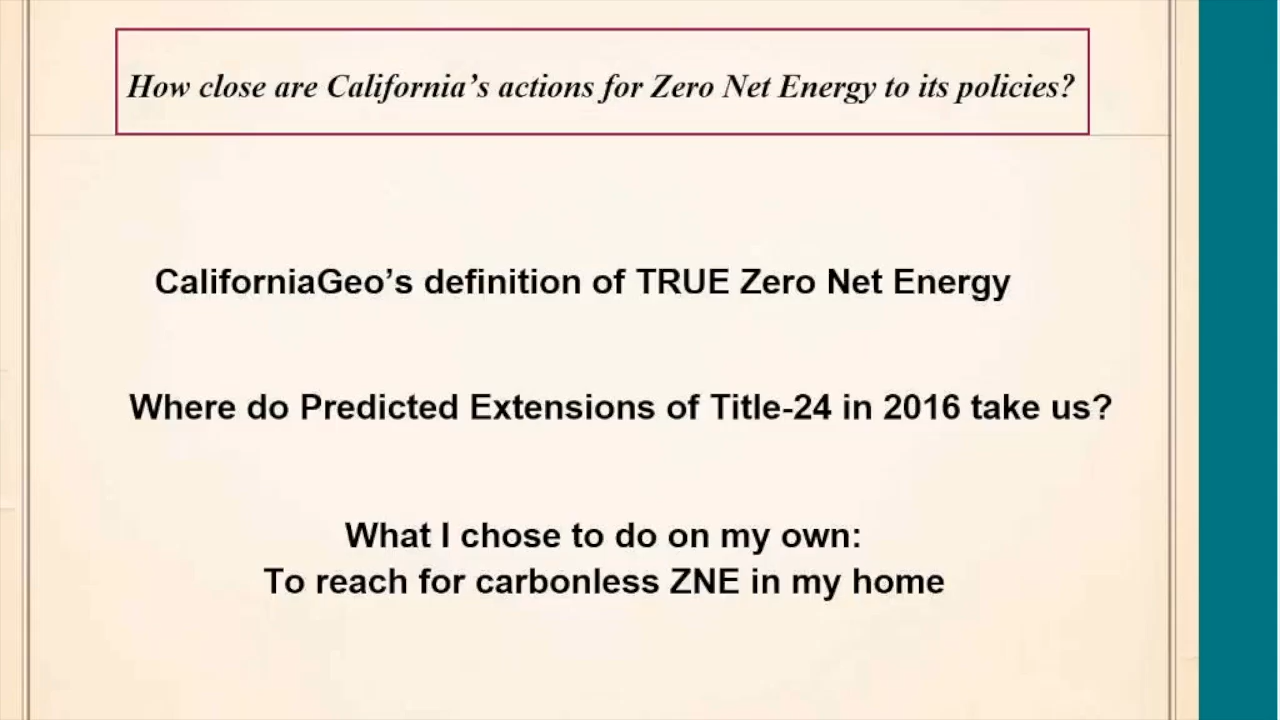 How close are California’s actions for Zero Net Energy to its policies?
CaliforniaGeo’s definition of TRUE Zero Net Energy
Where do Predicted Extensions of Title-24 in 2016 take us?
What I chose to do on my own:
To reach for carbonless ZNE in my home